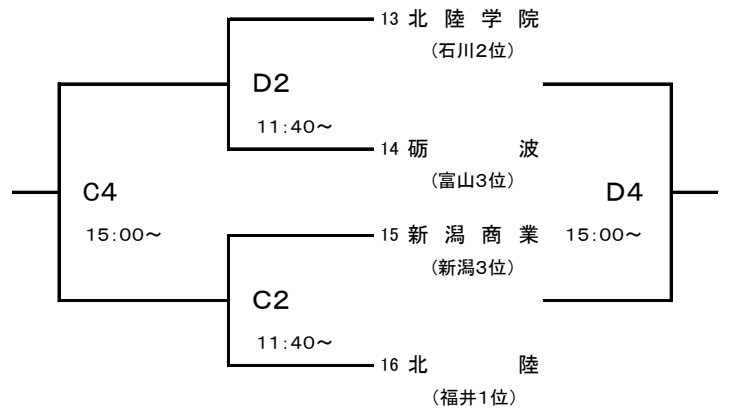 13 北陸学院
(石川2位)
D2
11:40～
14 砺波
(富山3位)
C4
D4
15:00～
15 新潟商業
15:00～
(新潟3位)
C2
11:40～
16 北陸
(福井1位)